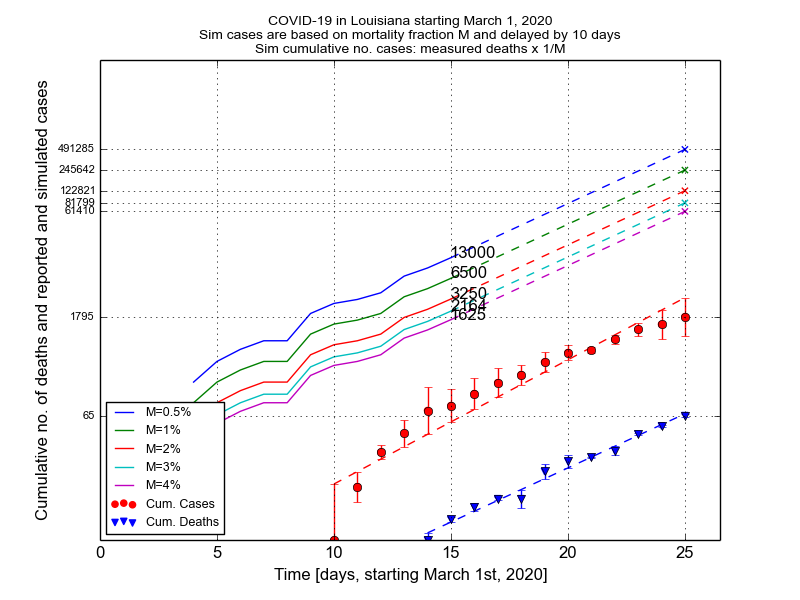 COVID-19 in Louisiana starting March 1, 2020
Sim cases are based on mortality fraction M and delayed by 10 days
Sim cumulative no. cases: measured deaths x 1/M
Cumulative no. of deaths and reported and simulated cases
491285
245642
122821
81799
61410
1795
65
13000
6500
3250
2164
1625
M=0.5%
M=1%
M=2%
M=3%
M=4%
Cum. Cases
Cum. Deaths
0
5
10
15
20
25
Time [days, starting March 1st, 2020]